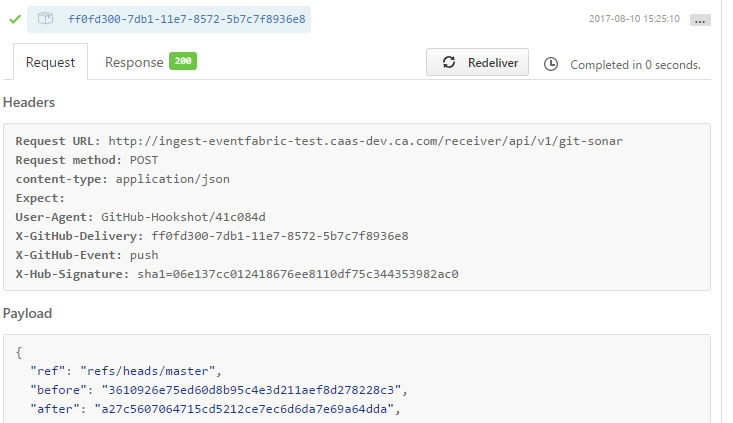 ff0fd300-7db1-11e7-8572-5b7c7f8936e8 2017-08-10 15:25:10 ...
Request Response 200 Redeliver Completed in 0 seconds.
Headers
Request URL: http://ingest-eventfabric-test.caas-dev.ca.com/receiver/api/v1/git-sonar
Request method: POST
content-type: application/json
Expect:
User-Agent: GitHub-Hookshot/41c084d
X-GitHub-Delivery: ff0fd300-7db1-11e7-8572-5b7c7f8936e8
X-GitHub-Event: push
X-Hub-Signature: sha1=06e137cc012418676ee8110df75c344353982ac0
Payload
{
"ref": "refs/heads/master",
"before": "3610926e75ed60d8b95c4e3d211aef8d278228c3",
"after": "a27c5607064715cd5212ce7ec6d6da7e69a64dda",